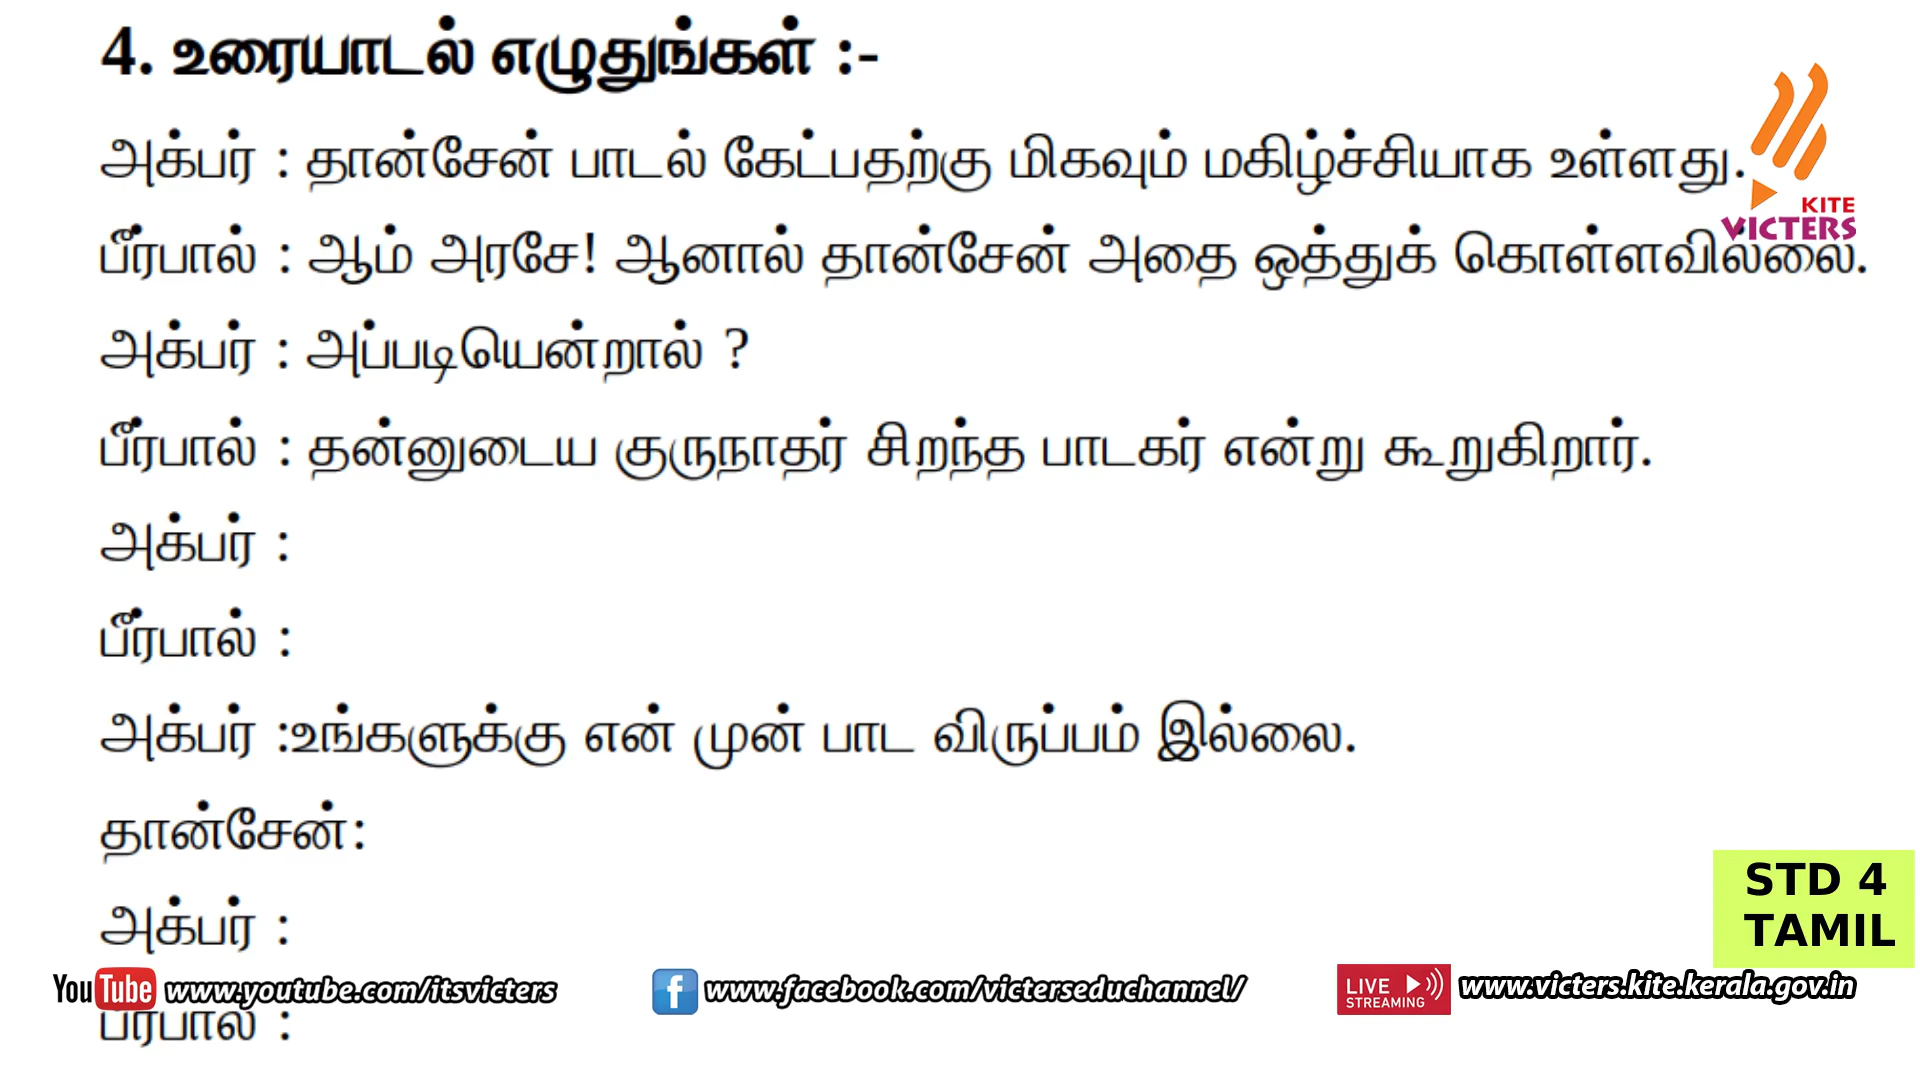 4. உரையாடல் எழுதுங்கள் :-
அக்பர் : தான்சேன் பாடல் கேட்பதற்கு மிகவும் மகிழ்ச்சியாக உள்ளது.
KITE
VICTERS
பீர்பால் : ஆம் அரசே! ஆனால் தான்சேன் அதை ஒத்துக் கொள்ளவில்லை.
அக்பர் : அப்படியென்றால் ?
பீர்பால் : தன்னுடைய குருநாதர் சிறந்த பாடகர் என்று கூறுகிறார்.
அக்பர் :
பீர்பால் :
அக்பர் :உங்களுக்கு என் முன் பாட விருப்பம் இல்லை.
தான்சேன்:
STD 4
TAMIL
அக்பர் :
YouTube www.youtube.com/itsvicters
f www.facebook.com/victerseduchannel/
LIVE STREAMING www.victers.kite.kerala.gov.in
பீர்பால் :